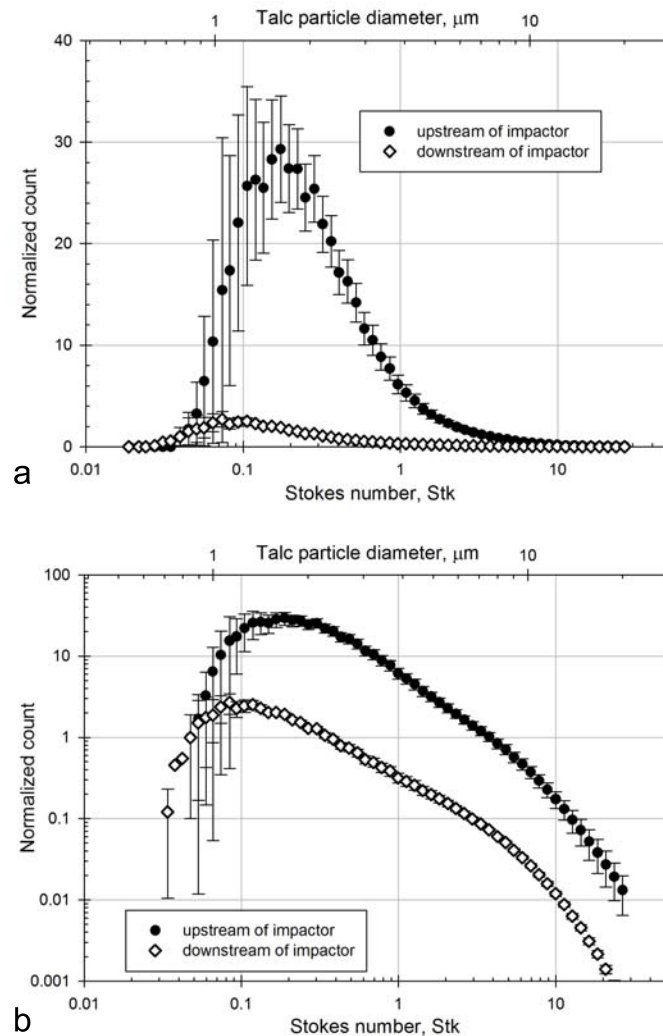 Talc particle diameter, μm
1
10
40
30
20
10
0
Normalized count
upstream of impactor
downstream of impactor
0.01
0.1
1
10
Stokes number, Stk
a
Talc particle diameter, μm
1
10
100
10
1
0.1
0.01
0.001
Normalized count
upstream of impactor
downstream of impactor
0.01
0.1
1
10
Stokes number, Stk
b